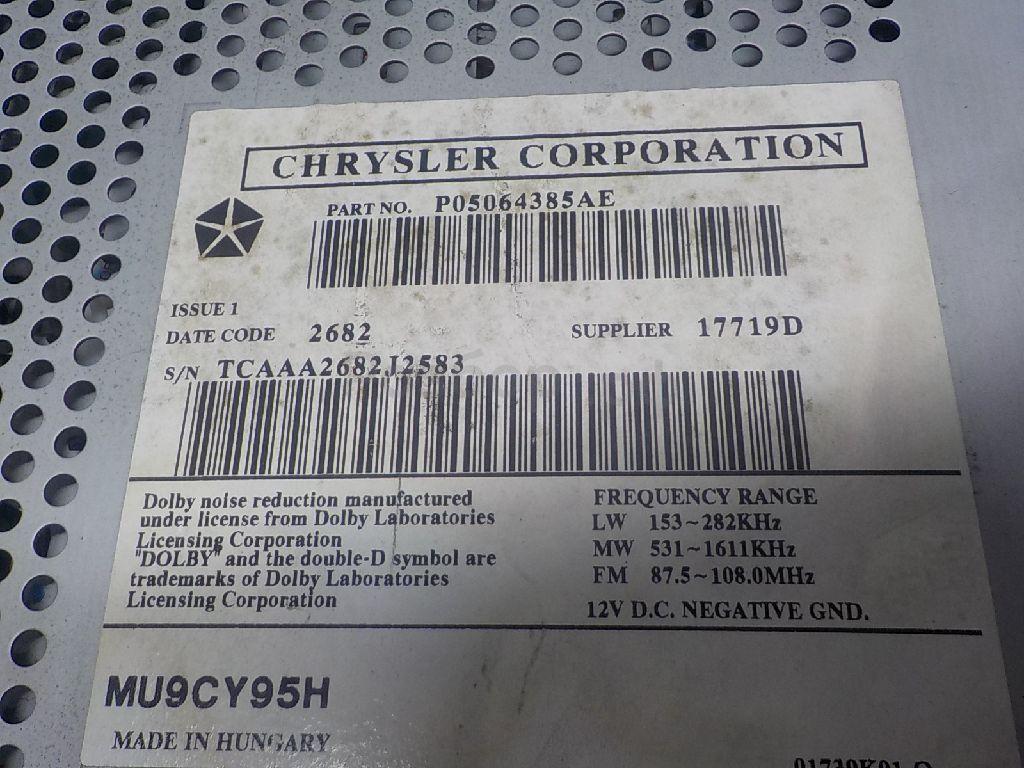 CHRYSLER CORPORATION
PART NO. P05064385AE
ISSUE 1
DATE CODE 2682
SUPPLIER 17719D
S/N TCAAA2682J2583
Dolby noise reduction manufactured
under license from Dolby Laboratories
Licensing Corporation
"DOLBY" and the double-D symbol are
trademarks of Dolby Laboratories
Licensing Corporation
FREQUENCY RANGE
LW 153~282KHz
MW 531~1611KHz
FM 87.5~108.0MHz
12V D.C. NEGATIVE GND.
MU9CY95H
MADE IN HUNGARY